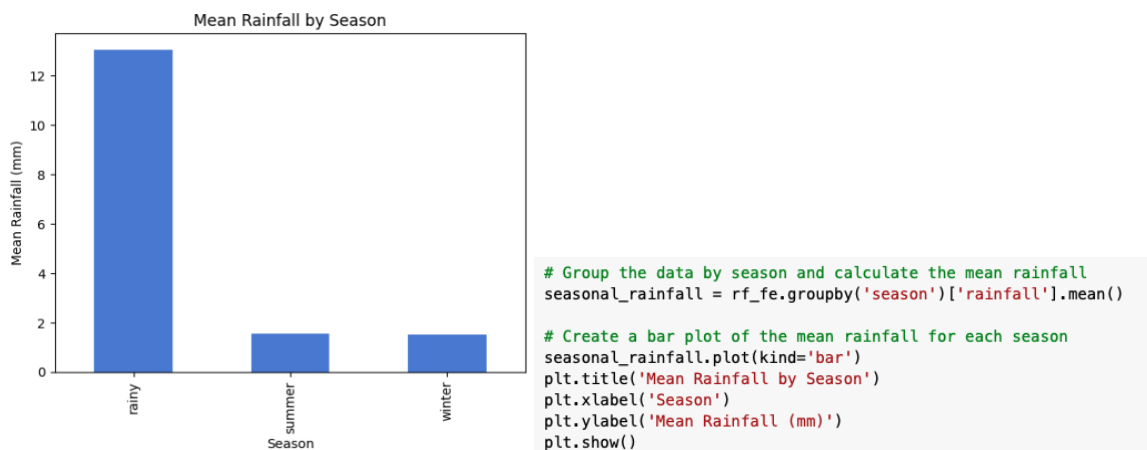 Mean Rainfall by Season
Mean Rainfall (mm)
12
10
8
6
4
2
0
rainy
summer
winter
Season
# Group the data by season and calculate the mean rainfall
seasonal_rainfall = rf_fe.groupby('season')['rainfall'].mean()
# Create a bar plot of the mean rainfall for each season
seasonal_rainfall.plot(kind='bar')
plt.title('Mean Rainfall by Season')
plt.xlabel('Season')
plt.ylabel('Mean Rainfall (mm)')
plt.show()